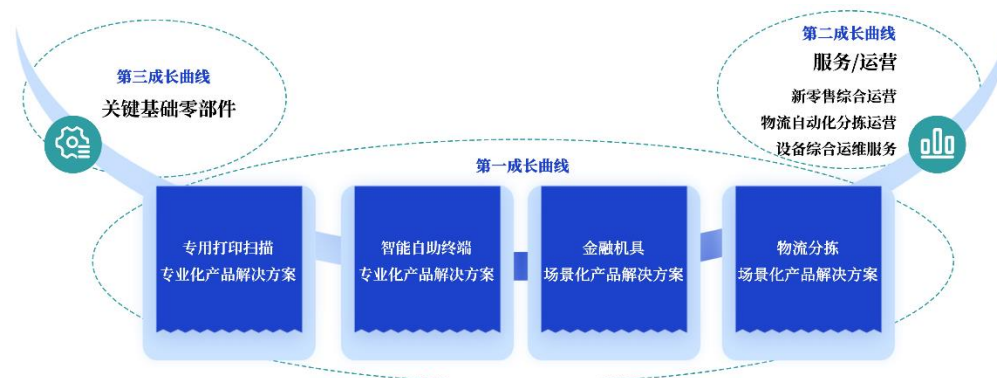 第三成长曲线
关键基础零部件
第二成长曲线
服务/运营
新零售综合运营
物流自动化分拣运营
设备综合运维服务
第一成长曲线
专用打印扫描
专业化产品解决方案
智能自助终端
专业化产品解决方案
金融机具
场景化产品解决方案
物流分拣
场景化产品解决方案